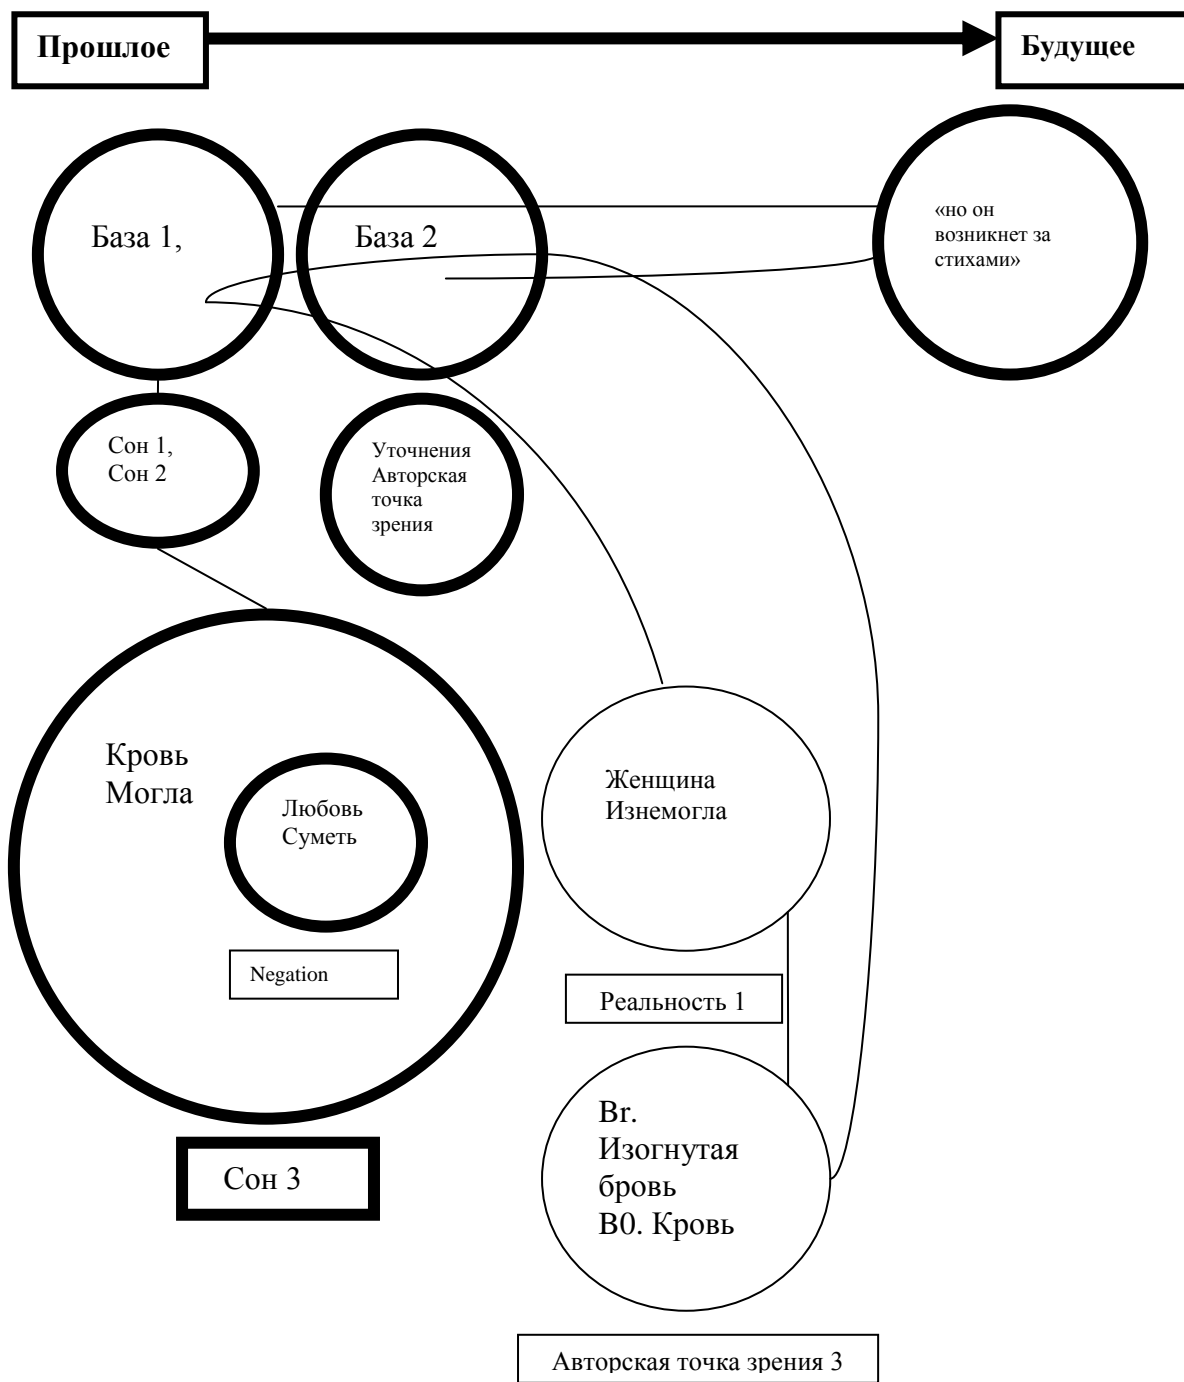 Прошлое
Будущее
База 1,
База 2
«но он
возникнет за
стихами»
Сон 1,
Сон 2
Уточнения
Авторская
точка
зрения
Кровь
Могла
Любовь
Суметь
Negation
Сон 3
Женщина
Изнемогла
Реальность 1
Br.
Изогнутая
бровь
B0. Кровь
Авторская точка зрения 3